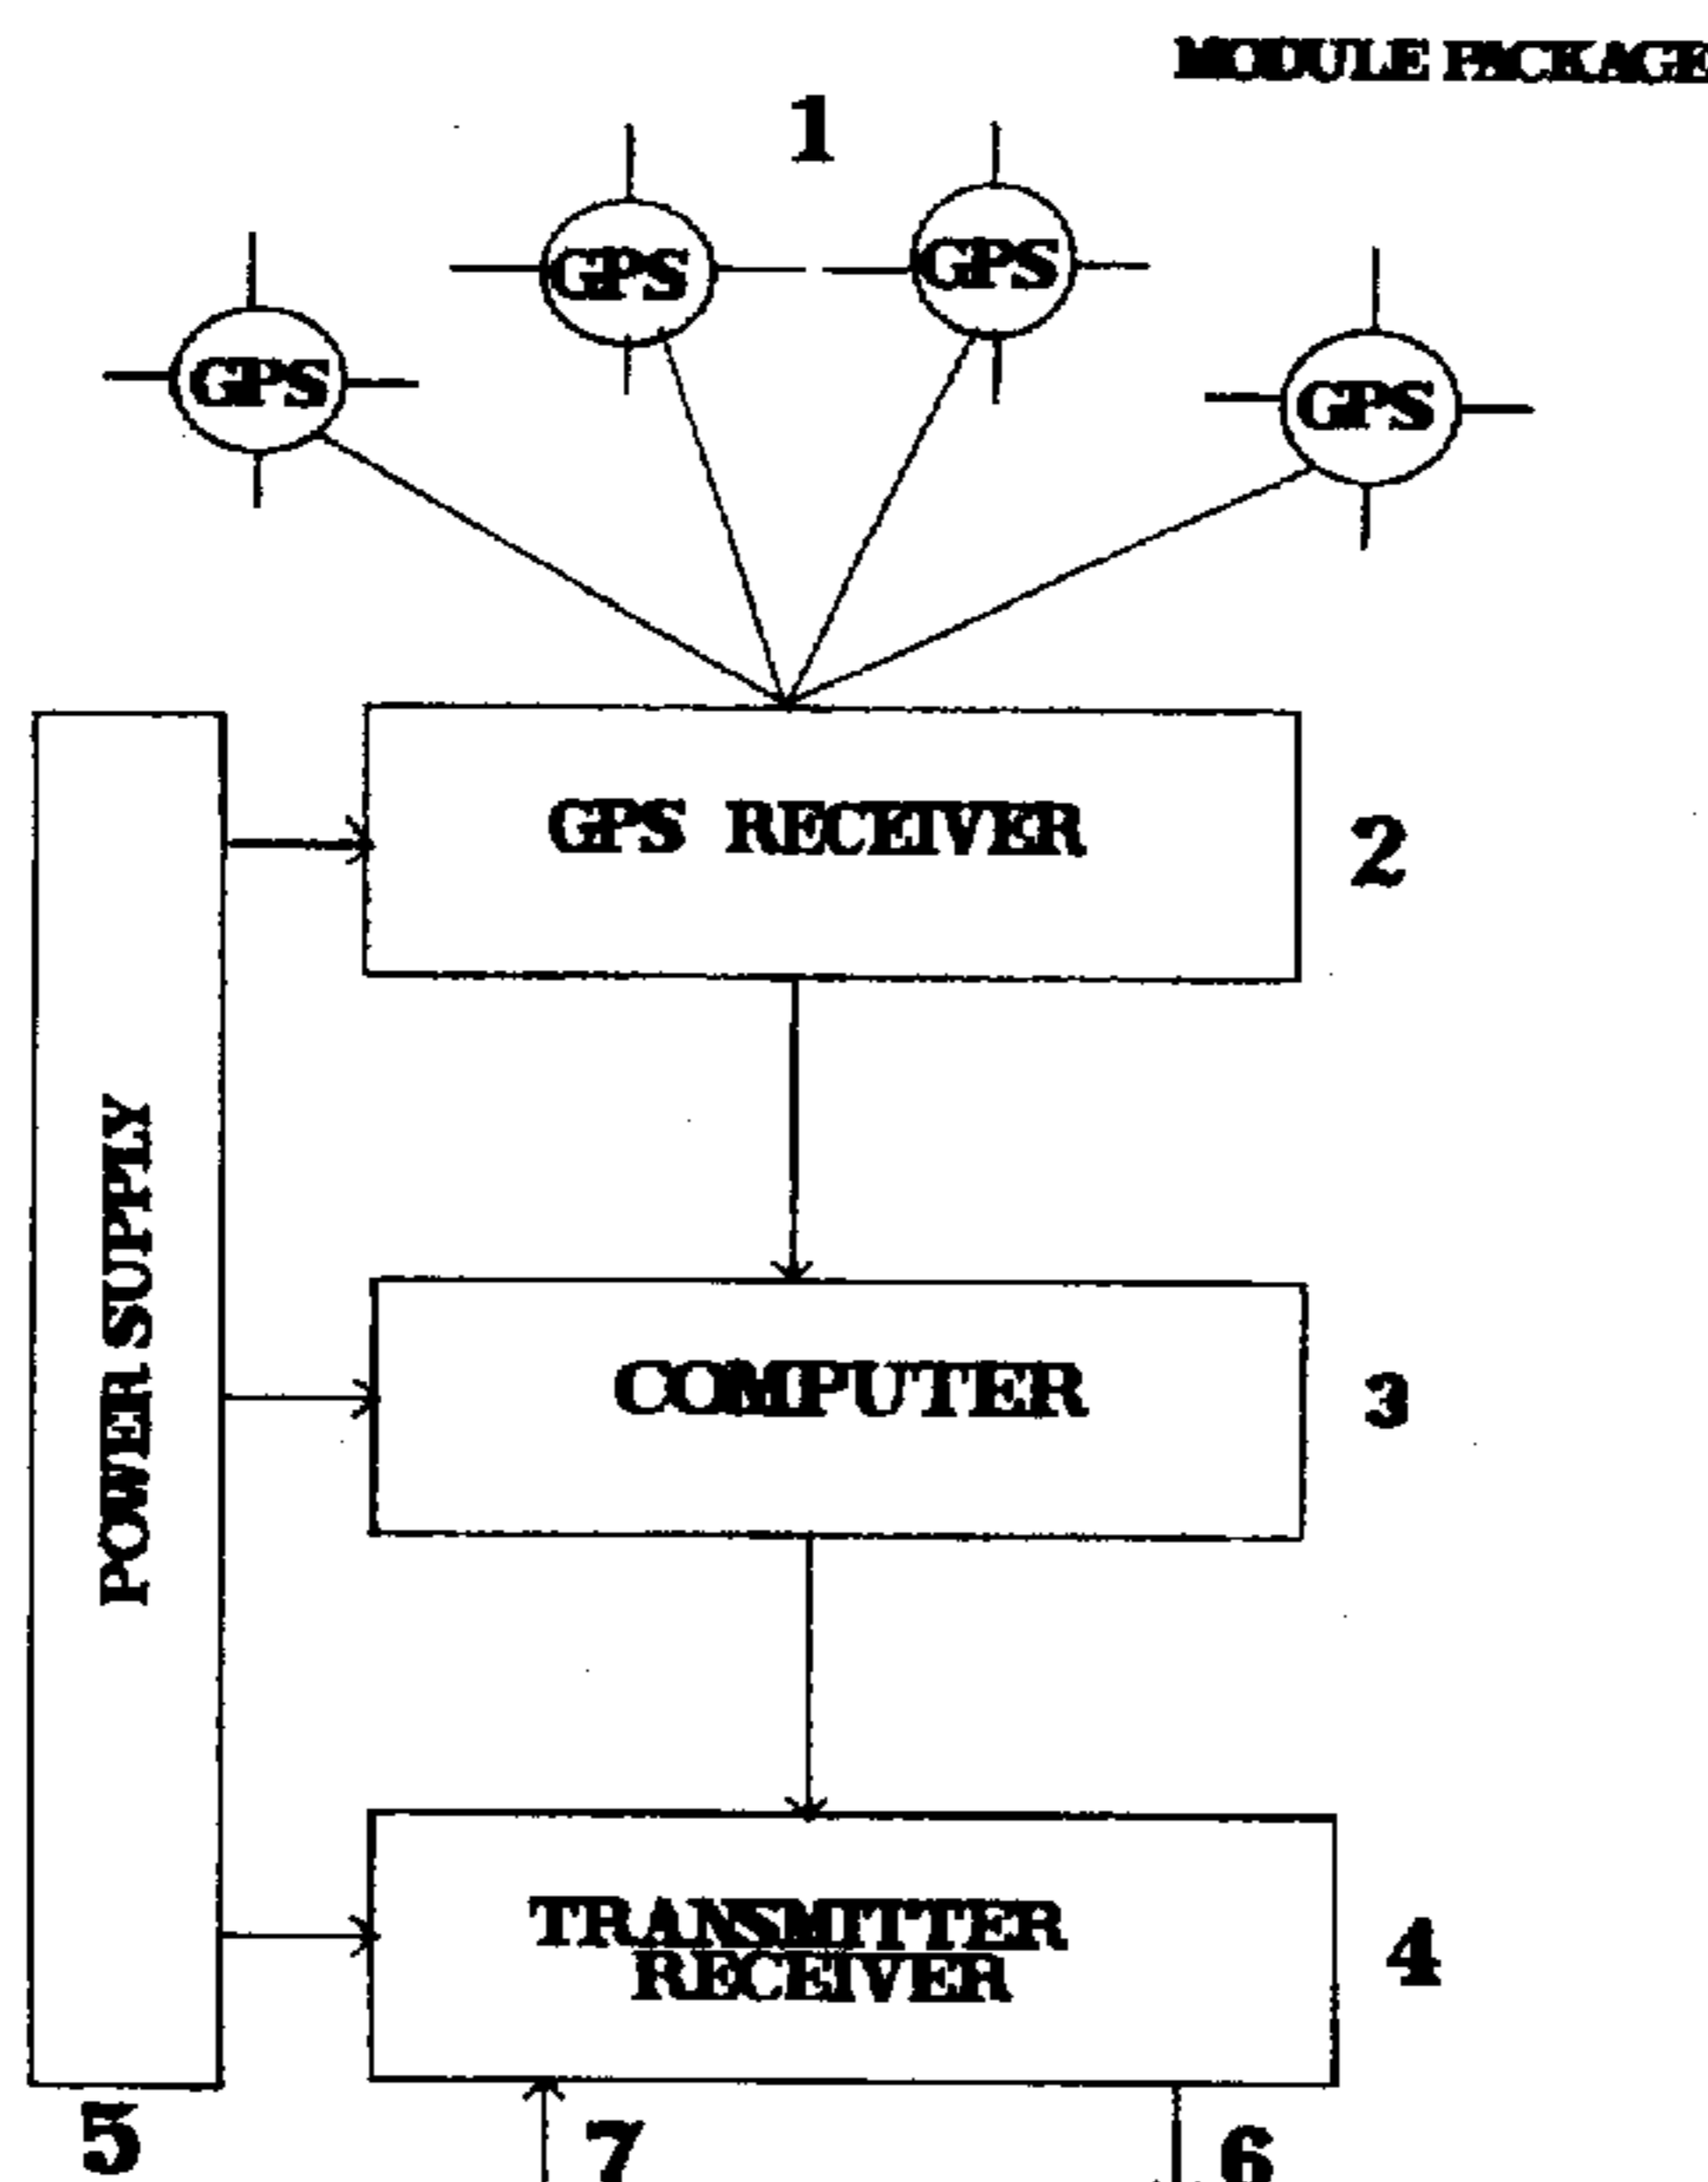 MODULE PACKAGE
1
GPS
GPS
GPS
GPS
GPS RECEIVER
2
POWER SUPPLY
COMPUTER
3
TRANSMITTER
RECEIVER
4
5
7
6